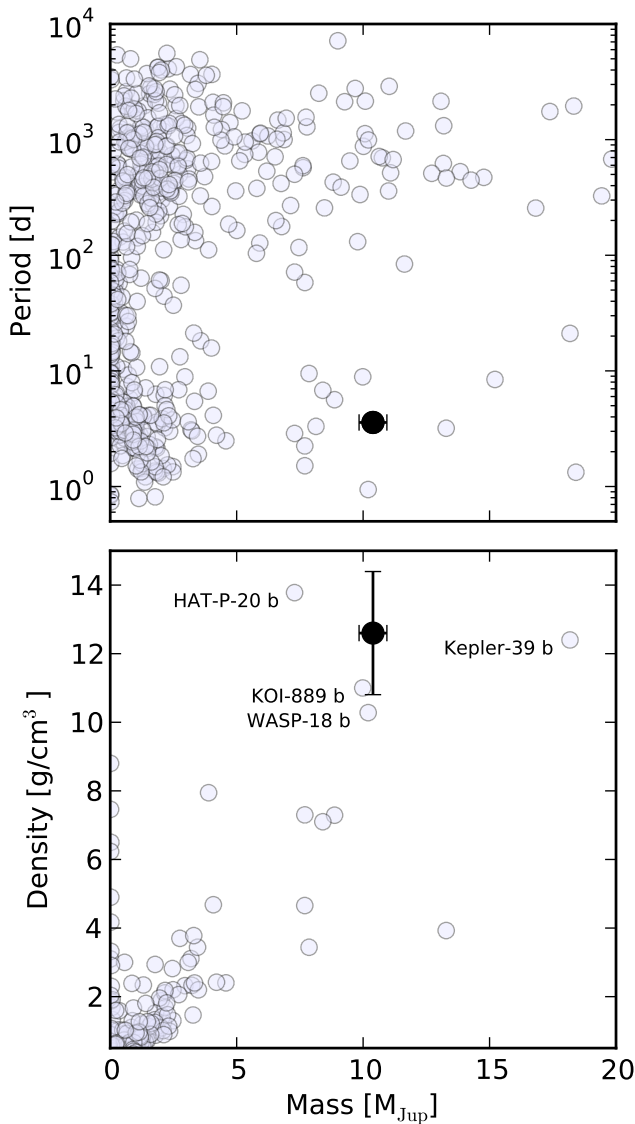 10^4
10^3
10^2
10^1
10^0
Period [d]
14
12
10
8
6
4
2
Density [g/cm^3 ]
HAT-P-20 b
Kepler-39 b
KOI-889 b
WASP-18 b
0 5 10 15 20
Mass [M_Jup]